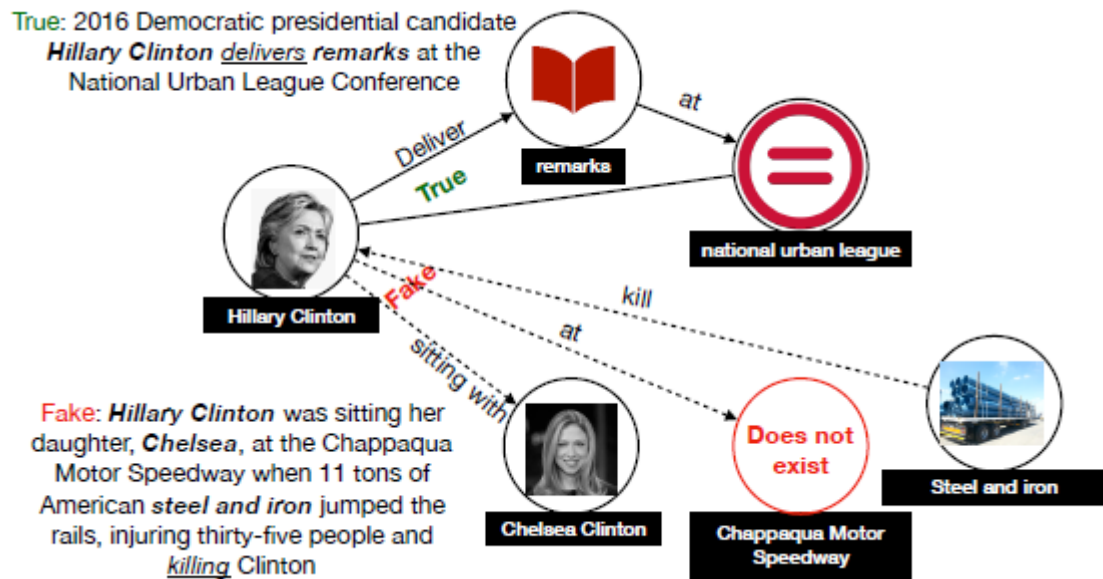 True: 2016 Democratic presidential candidate
Hillary Clinton delivers remarks at the
National Urban League Conference
Deliver
at
remarks
True
national urban league
Hillary Clinton
Fake
kill
at
sitting with
Fake: Hillary Clinton was sitting her
daughter, Chelsea, at the Chappaqua
Motor Speedway when 11 tons of
American steel and iron jumped the
rails, injuring thirty-five people and
killing Clinton
Chelsea Clinton
Does not
exist
Chappaqua Motor
Speedway
Steel and iron